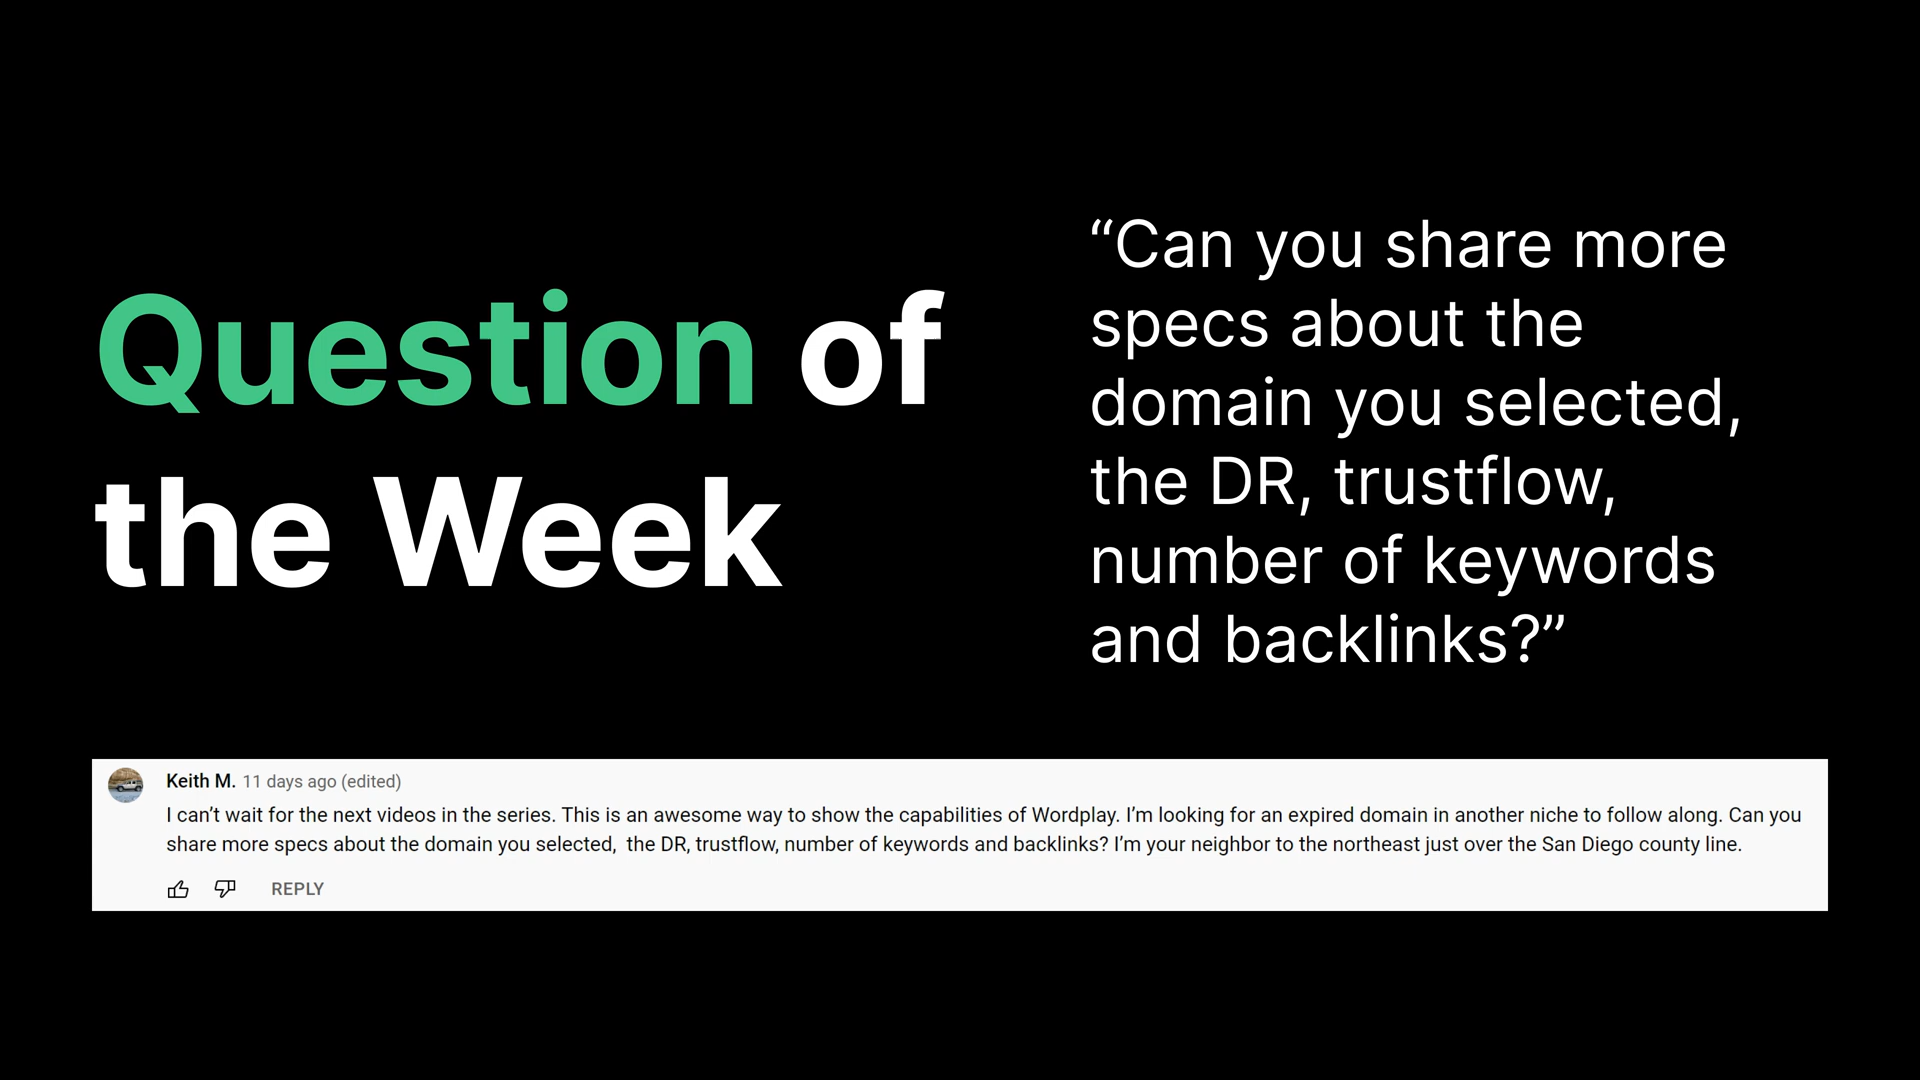 Question of
the Week
“Can you share more
specs about the
domain you selected,
the DR, trustflow,
number of keywords
and backlinks?”
Keith M. 11 days ago (edited)
I can’t wait for the next videos in the series. This is an awesome way to show the capabilities of Wordplay. I’m looking for an expired domain in another niche to follow along. Can you
share more specs about the domain you selected,  the DR, trustflow, number of keywords and backlinks? I’m your neighbor to the northeast just over the San Diego county line.
REPLY